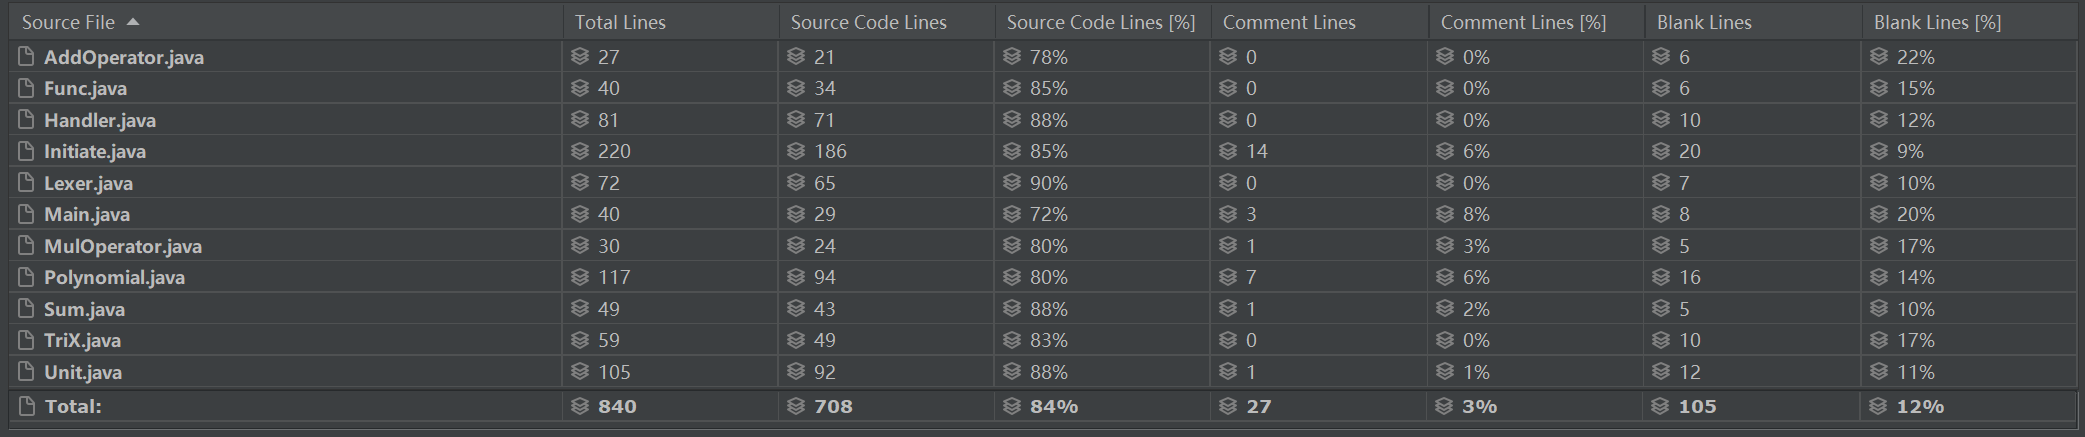 Source File Total Lines Source Code Lines Source Code Lines [%] Comment Lines Comment Lines [%] Blank Lines Blank Lines [%]
AddOperator.java 27 21 78% 0 0% 6 22%
Func.java 40 34 85% 0 0% 6 15%
Handler.java 81 71 88% 0 0% 10 12%
Initiate.java 220 186 85% 14 6% 20 9%
Lexer.java 72 65 90% 0 0% 7 10%
Main.java 40 29 72% 3 8% 8 20%
MulOperator.java 30 24 80% 1 3% 5 17%
Polynomial.java 117 94 80% 7 6% 16 14%
Sum.java 49 43 88% 1 2% 5 10%
TriX.java 59 49 83% 0 0% 10 17%
Unit.java 105 92 88% 1 1% 12 11%
Total: 840 708 84% 27 3% 105 12%